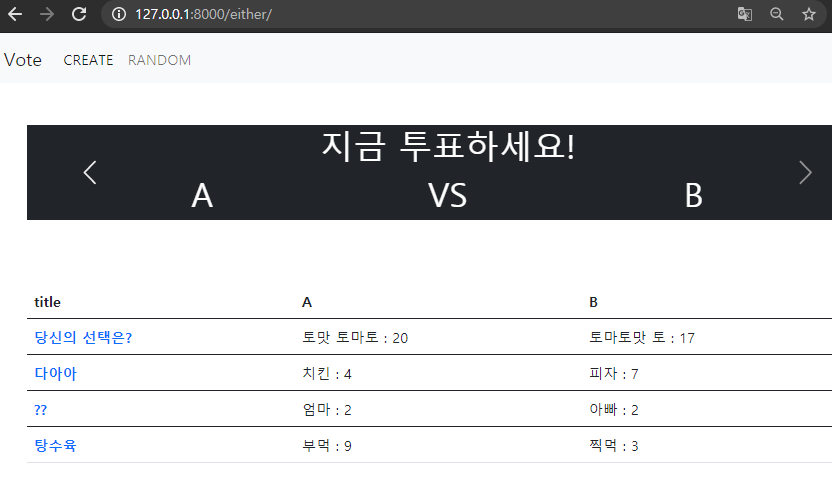 127.0.0.1:8000/either/
Vote CREATE RANDOM
지금 투표하세요!
A VS B
title A B
당신의 선택은? 토맛 토마토 : 20 토마토맛 토 : 17
다아아 치킨 : 4 피자 : 7
?? 엄마 : 2 아빠 : 2
탕수육 부먹 : 9 찍먹 : 3